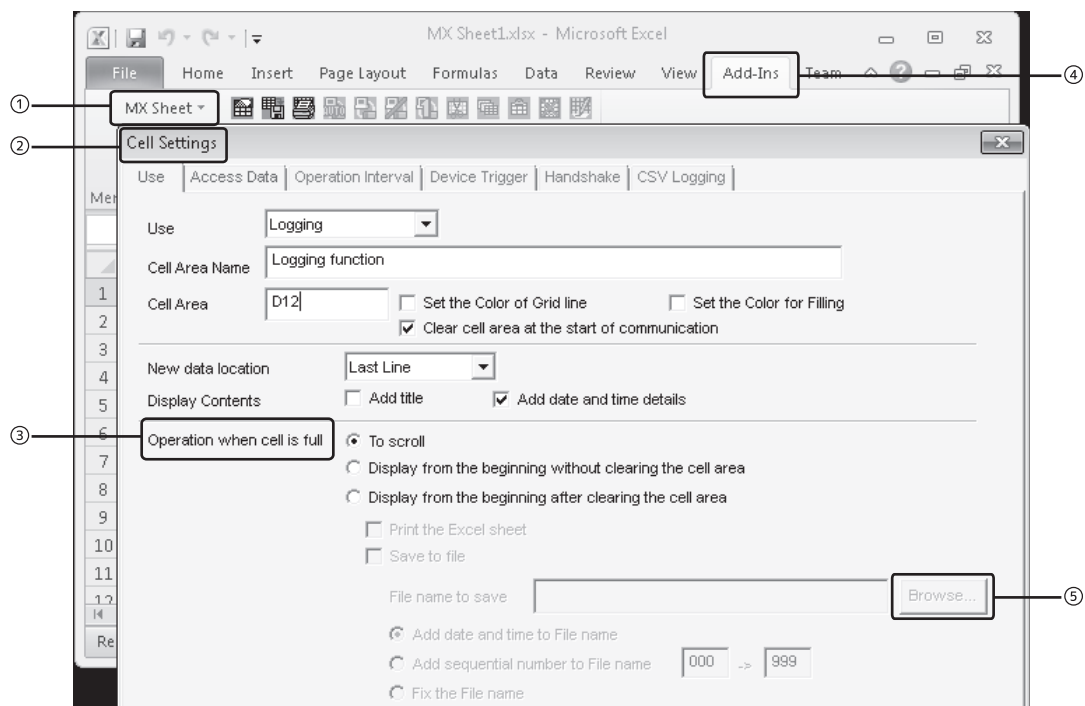 MX Sheet1.xlsx - Microsoft Excel
File Home Insert Page Layout Formulas Data Review View Add-Ins Team
④
① MX Sheet
② Cell Settings
Use Access Data Operation Interval Device Trigger Handshake CSV Logging
Use Logging
Cell Area Name Logging function
Cell Area D12 Set the Color of Grid line Set the Color for Filling
Clear cell area at the start of communication
New data location Last Line
Display Contents Add title Add date and time details
③ Operation when cell is full To scroll
Display from the beginning without clearing the cell area
Display from the beginning after clearing the cell area
Print the Excel sheet
Save to file
File name to save Browse... ⑤
Add date and time to File name
Add sequential number to File name 000 -> 999
Fix the File name
1
2
3
4
5
6
7
8
9
10
11
12